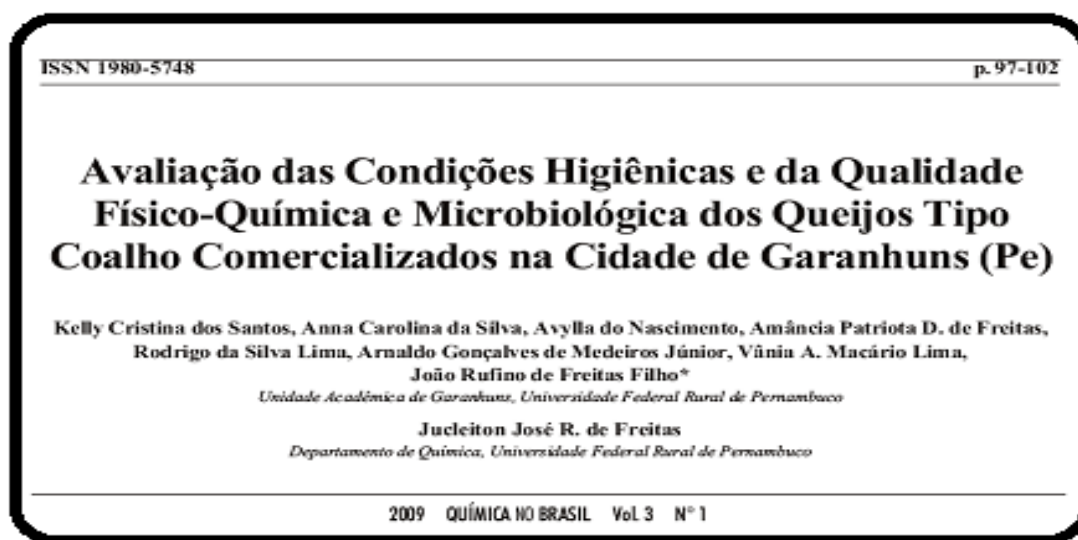 ISSN 1980-5748
p. 97-102
Avaliação das Condições Higiênicas e da Qualidade
Físico-Química e Microbiológica dos Queijos Tipo
Coalho Comercializados na Cidade de Garanhuns (Pe)
Kelly Cristina dos Santos, Anna Carolina da Silva, Avylla do Nascimento, Amância Patriota D. de Freitas,
Rodrigo da Silva Lima, Arnaldo Gonçalves de Medeiros Júnior, Vânia A. Macário Lima,
João Rufino de Freitas Filho*
Unidade Acadêmica de Garanhuns, Universidade Federal Rural de Pernambuco
Jucleiton José R. de Freitas
Departamento de Química, Universidade Federal Rural de Pernambuco
2009 QUÍMICA NO BRASIL Vol. 3 N° 1